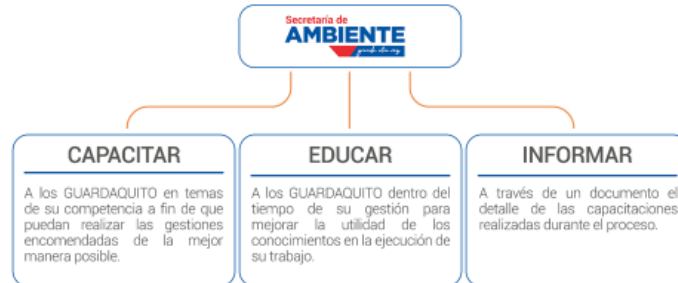 Secretaría de
AMBIENTE
grande otra vez
CAPACITAR
A los GUARDAQUITO en temas
de su competencia a fin de que
puedan realizar las gestiones
encomendadas de la mejor
manera posible.
EDUCAR
A los GUARDAQUITO dentro del
tiempo de su gestión para
mejorar la utilidad de los
conocimientos en la ejecución de
su trabajo.
INFORMAR
A través de un documento el
detalle de las capacitaciones
realizadas durante el proceso.